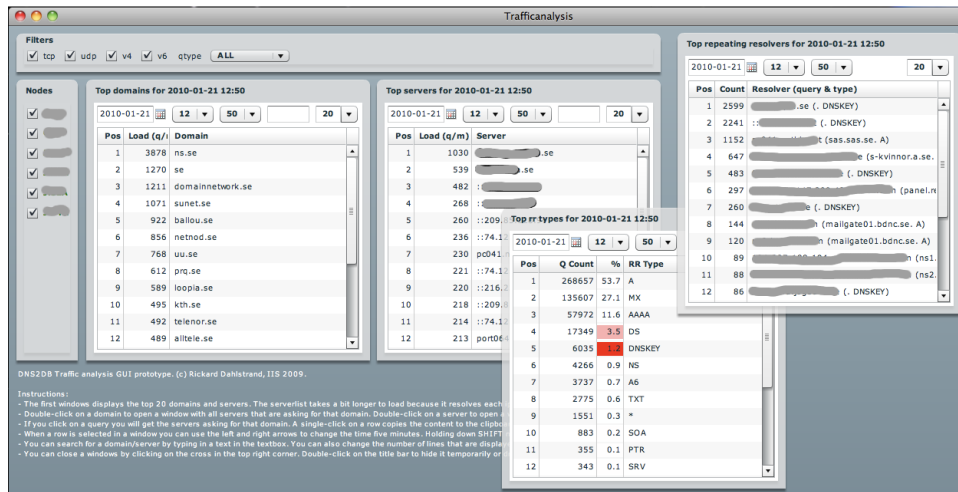 Trafficanalysis
Filters
tcp udp v4 v6 qtype ALL
Nodes
Top domains for 2010-01-21 12:50
2010-01-21 12 50 20
Pos Load (q/ Domain
1 3878 ns.se
2 1270 se
3 1211 domainnetwork.se
4 1071 sunet.se
5 922 ballou.se
6 856 netnod.se
7 768 uu.se
8 612 prq.se
9 589 loopia.se
10 495 kth.se
11 492 telenor.se
12 489 alltele.se
Top servers for 2010-01-21 12:50
2010-01-21 12 50 20
Pos Load (q/m) Server
1 1030 .se
2 539 .se
3 482 ::
4 268 ::
5 260 ::209.8
6 236 ::74.12
7 230 pc041.n
8 221 ::74.12
9 220 ::216.2
10 218 ::209.8
11 214 ::74.12
12 213 port064
Top rr types for 2010-01-21 12:50
2010-01-21 12 50
Pos Q Count % RR Type
1 268657 53.7 A
2 135607 27.1 MX
3 57972 11.6 AAAA
4 17349 3.5 DS
5 6035 1.2 DNSKEY
6 4266 0.9 NS
7 3737 0.7 A6
8 2775 0.6 TXT
9 1551 0.3 *
10 883 0.2 SOA
11 355 0.1 PTR
12 343 0.1 SRV
Top repeating resolvers for 2010-01-21 12:50
2010-01-21 12 50 20
Pos Count Resolver (query & type)
1 2599 .se (. DNSKEY)
2 2241 :: (. DNSKEY)
3 1152 t (sas.sas.se. A)
4 647 e (s-kvinnor.a.se.
5 483 (. DNSKEY)
6 297 n (panel.re
7 260 e (. DNSKEY)
8 144 n (mailgate01.bdnc.se. A)
9 120 n (mailgate01.bdnc.se. A)
10 89 n (ns1.
11 88 (ns2.
12 86 (. DNSKEY)
DNS2DB Traffic analysis GUI prototype. (c) Rickard Dahlstrand, IIS 2009.
Instructions:
- The first windows displays the top 20 domains and servers. The serverlist takes a bit longer to load because it resolves each
- Double-click on a domain to open a window with all servers that are asking for that domain. Double-click on a server to open a
- If you click on a query you will get the servers asking for that domain. A single-click on a row copies the content to the clipbo
- When a row is selected in a window you can use the left and right arrows to change the time five minutes. Holding down SHIFT
- You can search for a domain/server by typing in a text in the textbox. You can also change the number of lines that are display
- You can close a windows by clicking on the cross in the top right corner. Double-click on the title bar to hide it temporarily or